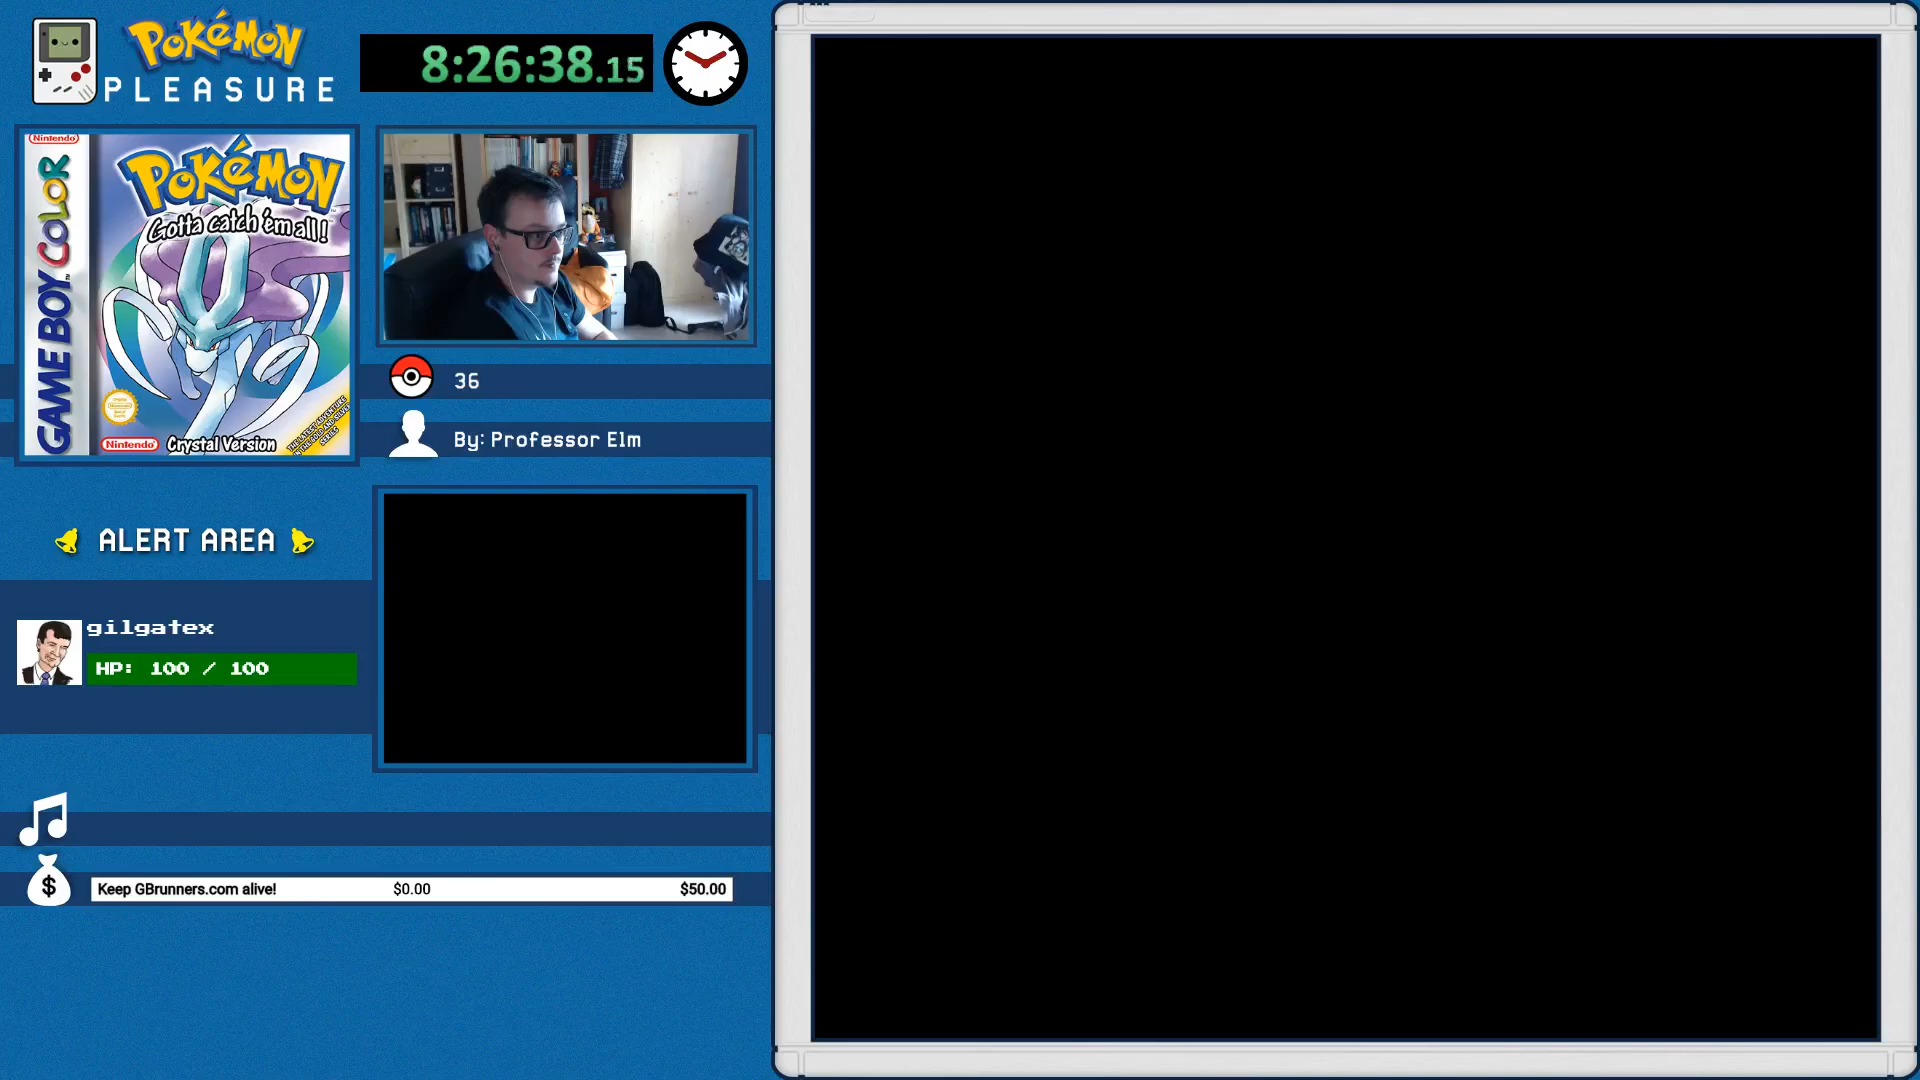 POKéMON
PLEASURE
8:26:38.15
Nintendo
GAME BOY COLOR
POKéMON
Gotta catch 'em all!
Nintendo
Crystal Version
36
By: Professor Elm
ALERT AREA
gilgatex
HP: 100 / 100
$
Keep GBrunners.com alive! $0.00 $50.00